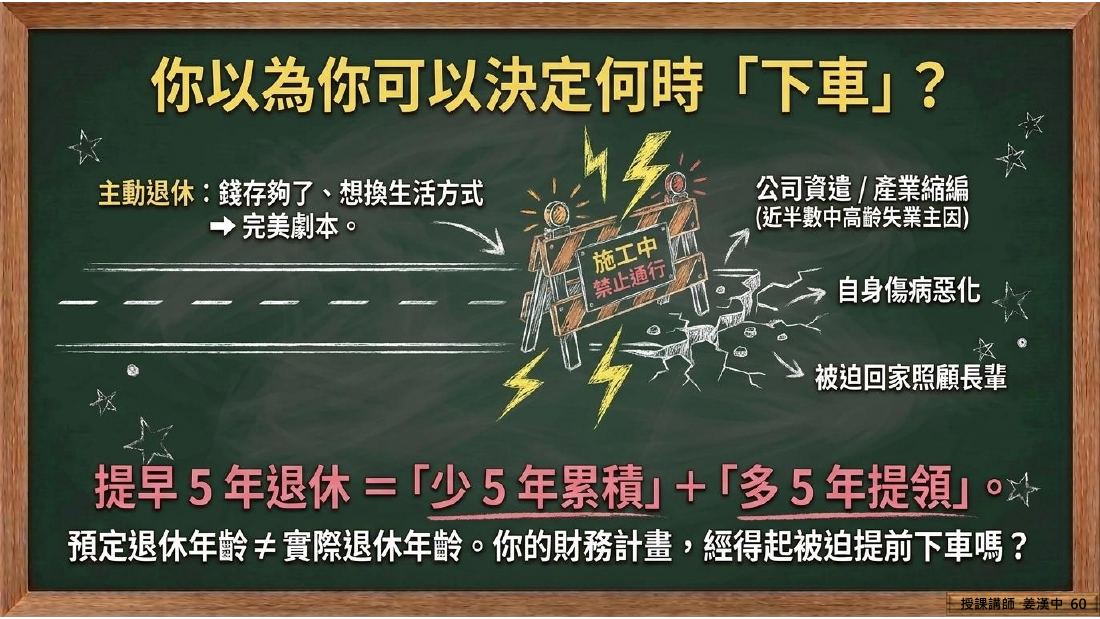 你以為你可以決定何時「下車」？
主動退休：錢存夠了、想換生活方式
➡ 完美劇本。
施工中
禁止通行
公司資遣 / 產業縮編
(近半數中高齡失業主因)
自身傷病惡化
被迫回家照顧長輩
提早 5 年退休＝「少 5 年累積」＋「多 5 年提領」。
預定退休年齡 ≠ 實際退休年齡。你的財務計畫，經得起被迫提前下車嗎？
授課講師 姜漢中 60